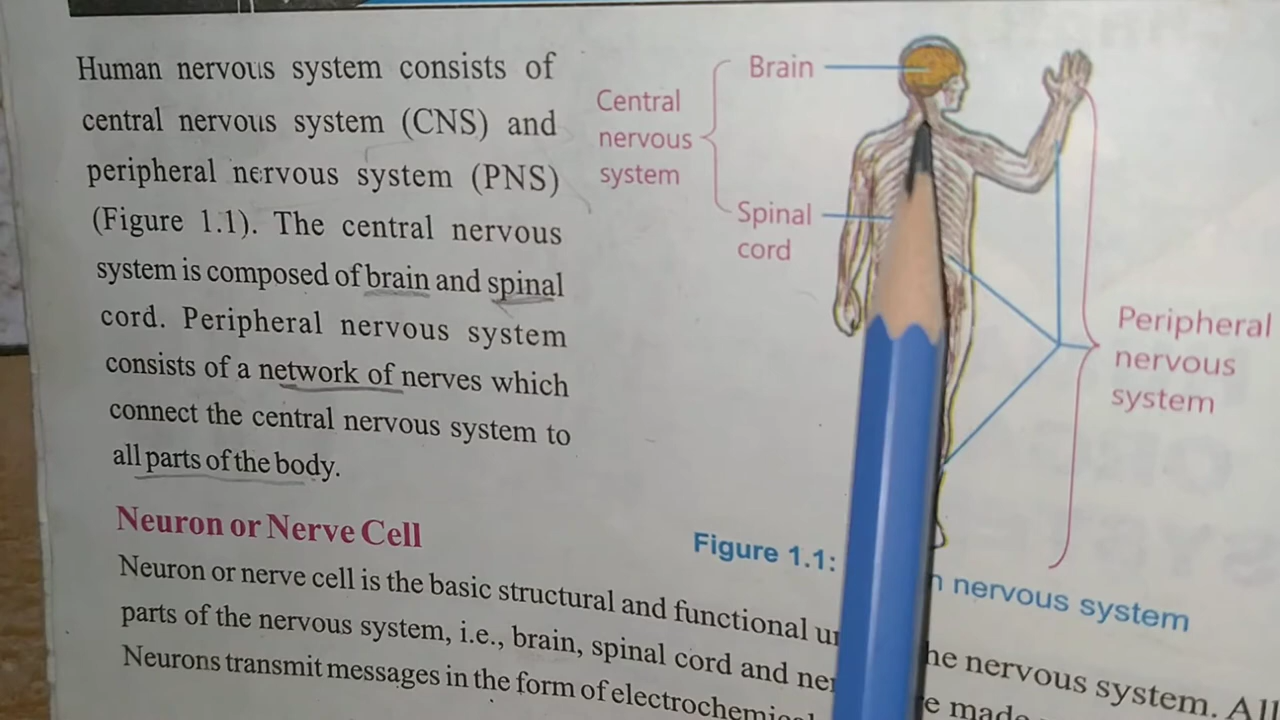 Human nervous system consists of
central nervous system (CNS) and
peripheral nervous system (PNS)
(Figure 1.1). The central nervous
system is composed of brain and spinal
cord. Peripheral nervous system
consists of a network of nerves which
connect the central nervous system to
all parts of the body.
Brain
Central
nervous
system
Spinal
cord
Peripheral
nervous
system
Figure 1.1: nervous system
Neuron or Nerve Cell
Neuron or nerve cell is the basic structural and functional he nervous system. All
parts of the nervous system, i.e., brain, spinal cord and made
Neurons transmit messages in the form of